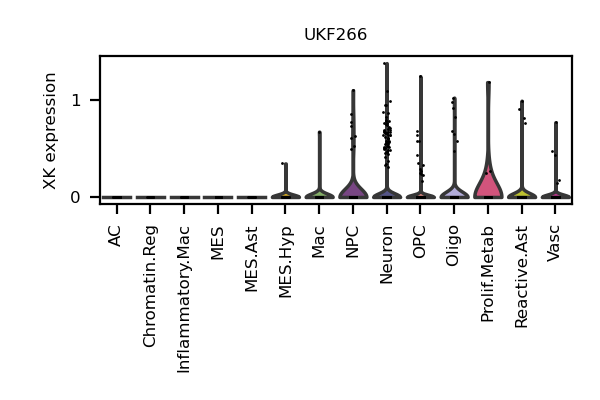 UKF266
XK expression
1
0
AC
Chromatin.Reg
Inflammatory.Mac
MES
MES.Ast
MES.Hyp
Mac
NPC
Neuron
OPC
Oligo
Prolif.Metab
Reactive.Ast
Vasc